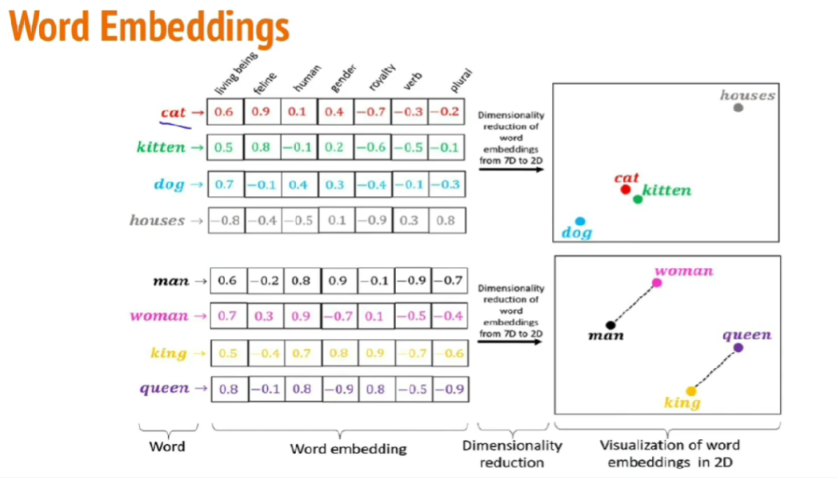 Word Embeddings
living being feline human gender royalty verb plural
cat → 0.6 0.9 0.1 0.4 −0.7 −0.3 −0.2
kitten → 0.5 0.8 −0.1 0.2 −0.6 −0.5 −0.1
dog → 0.7 −0.1 0.4 0.3 −0.4 −0.1 −0.3
houses → −0.8 −0.4 −0.5 0.1 −0.9 0.3 0.8
Dimensionality
reduction of
word
embeddings
from 7D to 2D
houses
cat
kitten
dog
man → 0.6 −0.2 0.8 0.9 −0.1 −0.9 −0.7
woman → 0.7 0.3 0.9 −0.7 0.1 −0.5 −0.4
king → 0.5 −0.4 0.7 0.8 0.9 −0.7 −0.6
queen → 0.8 −0.1 0.8 −0.9 0.8 −0.5 −0.9
Dimensionality
reduction of
word
embeddings
from 7D to 2D
woman
man
queen
king
Word
Word embedding
Dimensionality
reduction
Visualization of word
embeddings in 2D